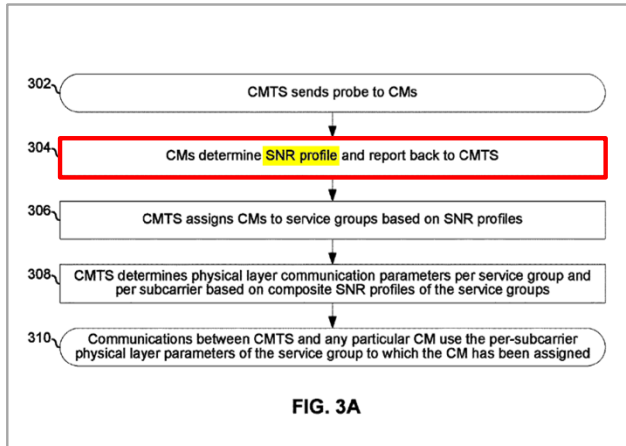 302
CMTS sends probe to CMs
304
CMs determine SNR profile and report back to CMTS
306
CMTS assigns CMs to service groups based on SNR profiles
308
CMTS determines physical layer communication parameters per service group and
per subcarrier based on composite SNR profiles of the service groups
310
Communications between CMTS and any particular CM use the per-subcarrier
physical layer parameters of the service group to which the CM has been assigned
FIG. 3A